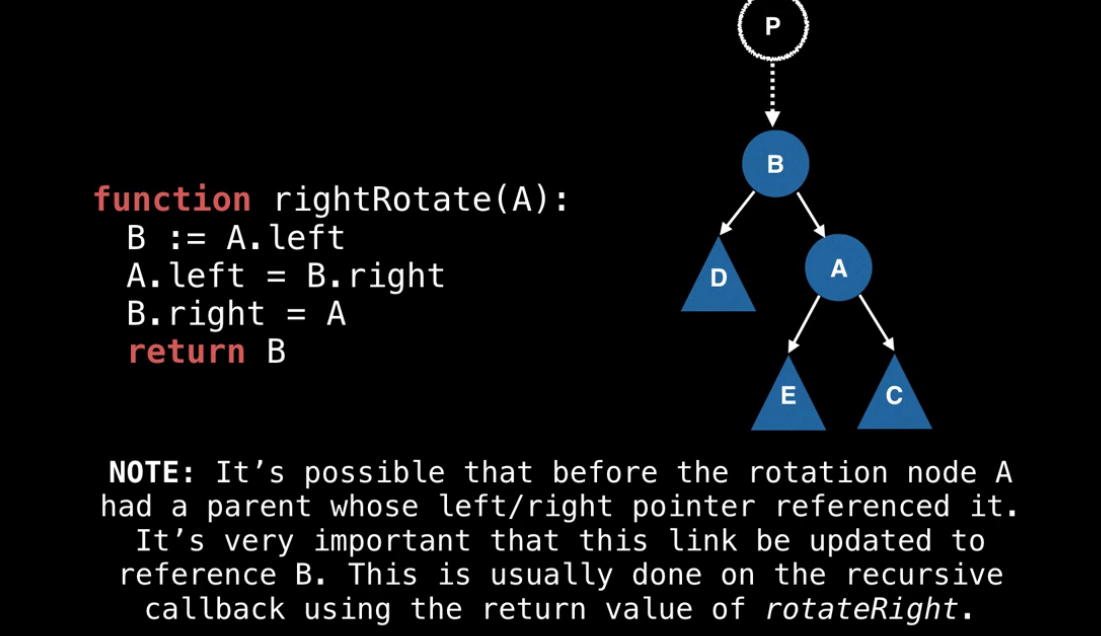 P
B
function rightRotate(A):
B := A.left
A.left = B.right
B.right = A
return B
D
A
E
C
NOTE: It’s possible that before the rotation node A
had a parent whose left/right pointer referenced it.
It’s very important that this link be updated to
reference B. This is usually done on the recursive
callback using the return value of rotateRight.